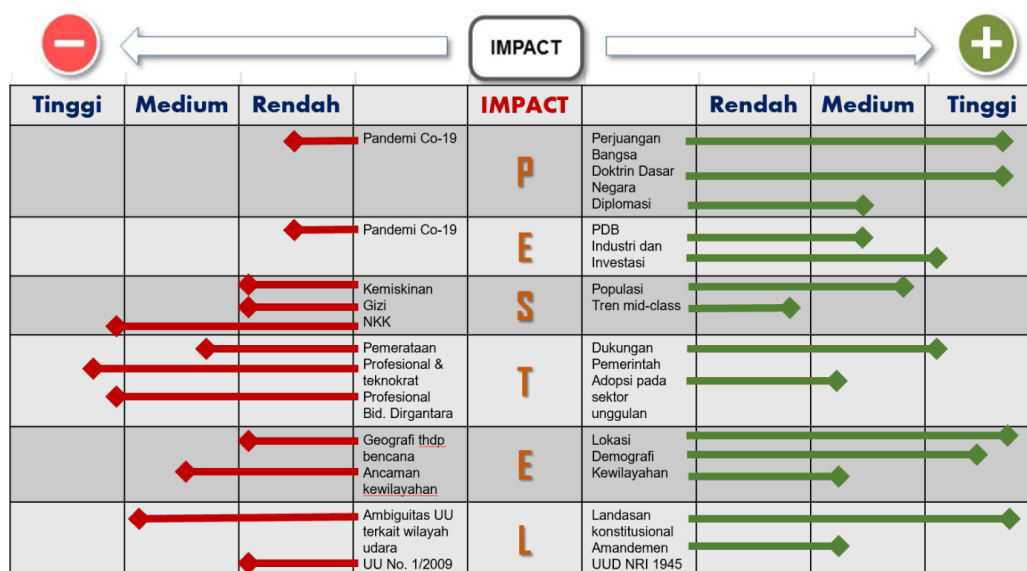 IMPACT
Tinggi Medium Rendah IMPACT Rendah Medium Tinggi
Pandemi Co-19
P
Perjuangan
Bangsa
Doktrin Dasar
Negara
Diplomasi
Pandemi Co-19
E
PDB
Industri dan
Investasi
Kemiskinan
Gizi
NKK
S
Populasi
Tren mid-class
Pemerataan
Profesional &
teknokrat
Profesional
Bid. Dirgantara
T
Dukungan
Pemerintah
Adopsi pada
sektor
unggulan
Geografi thdp
bencana
Ancaman
kewilayahan
E
Lokasi
Demografi
Kewilayahan
Ambiguitas UU
terkait wilayah
udara
UU No. 1/2009
L
Landasan
konstitusional
Amandemen
UUD NRI 1945